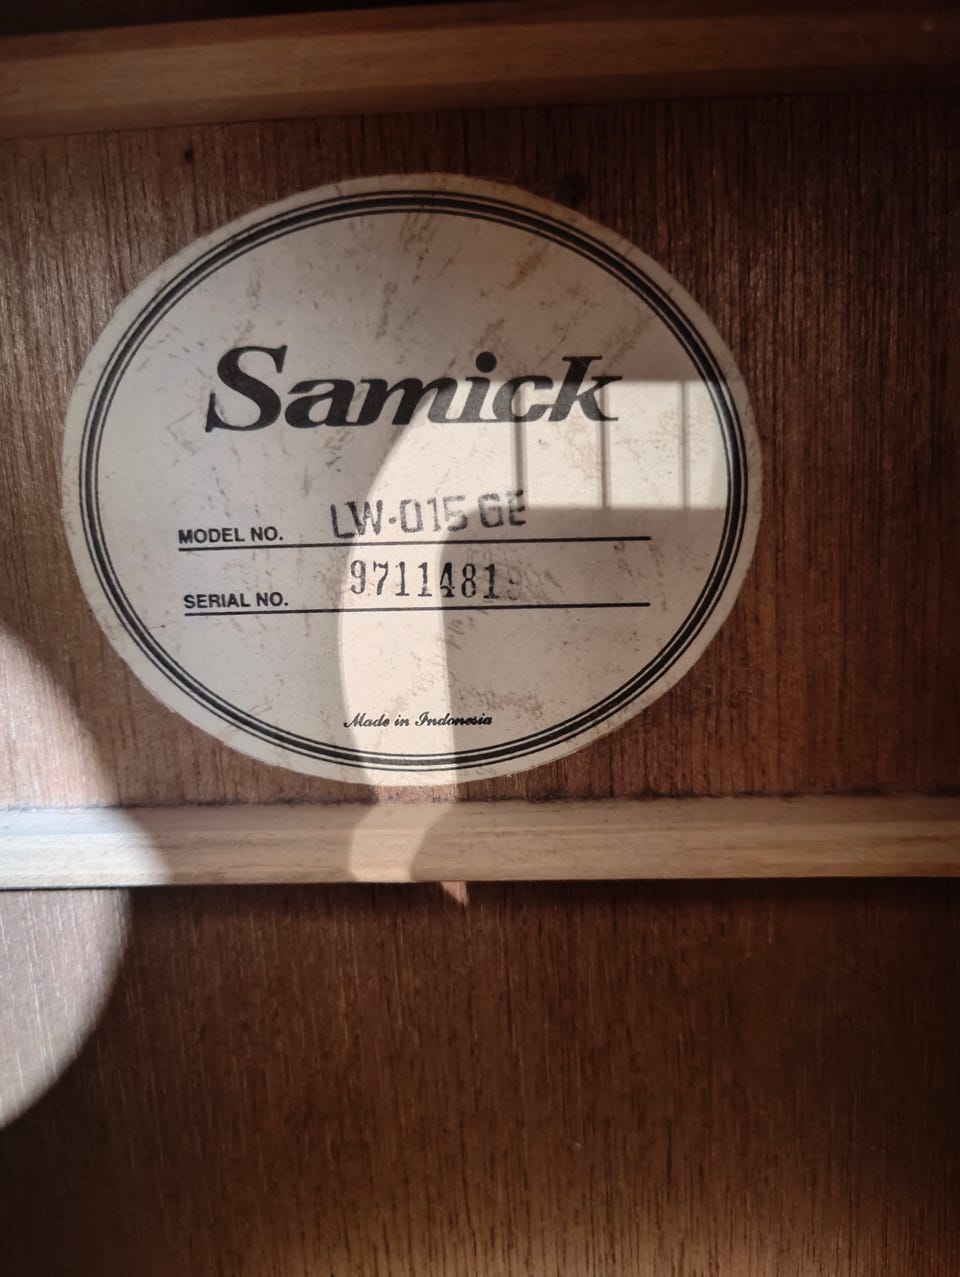 Samick
MODEL NO. LW-015 GE
SERIAL NO. 9711481
Made in Indonesia